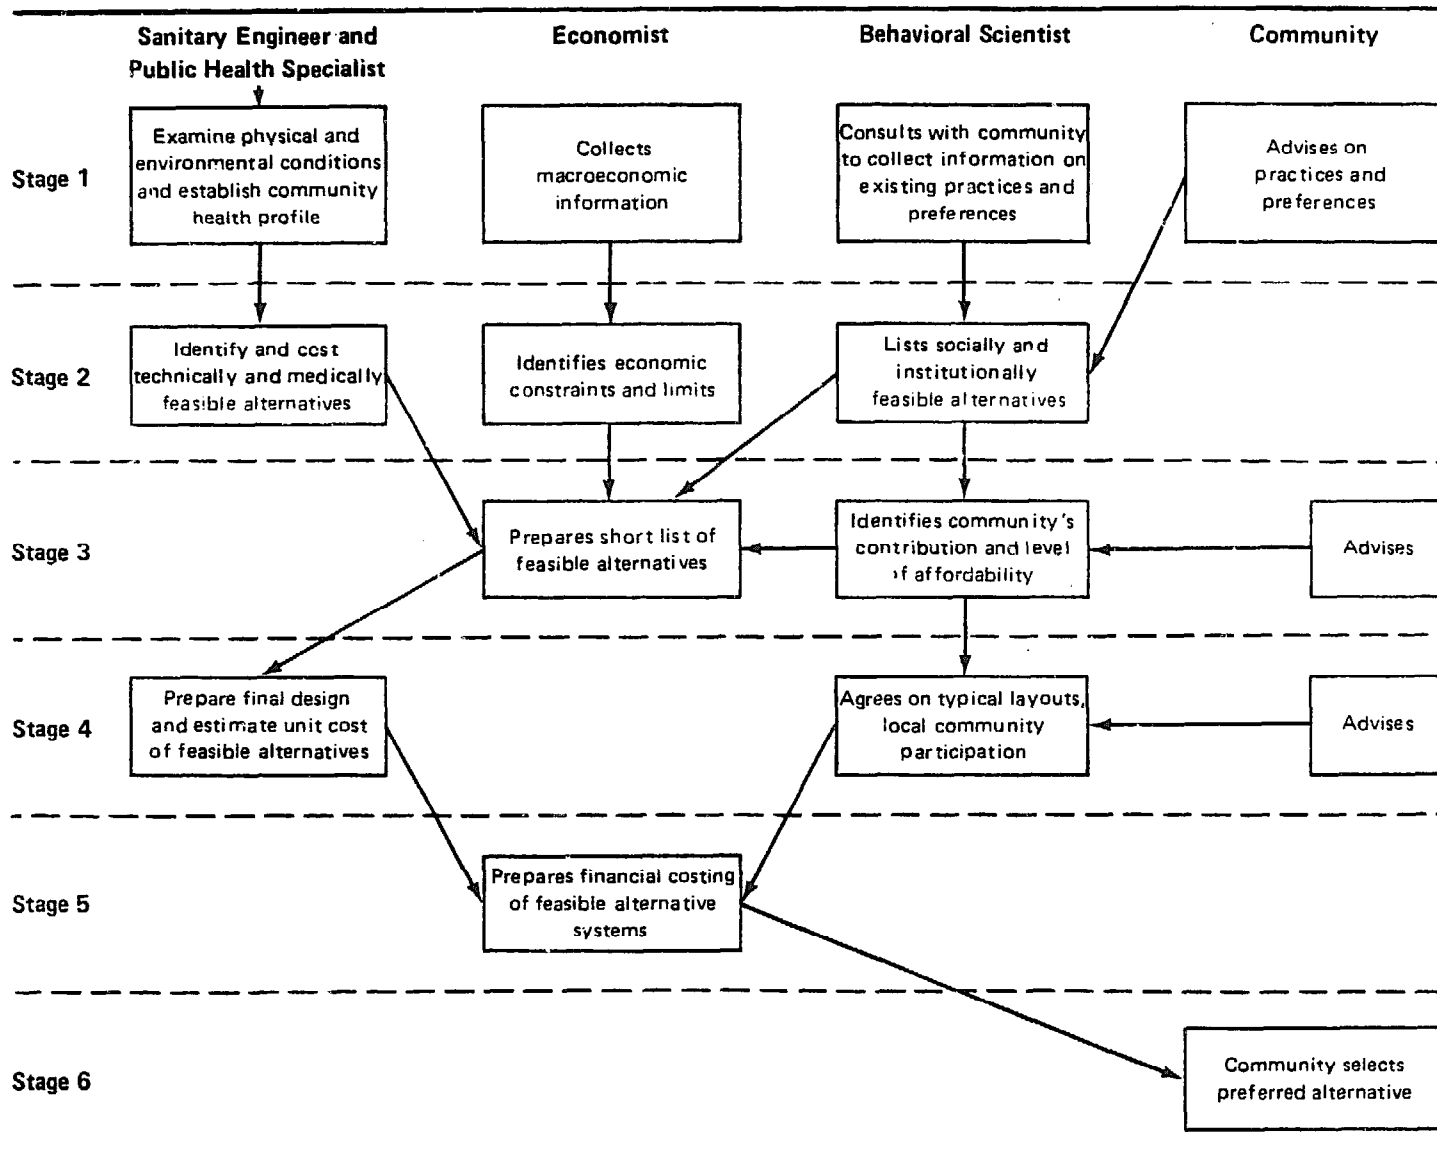 Sanitary Engineer and
Public Health Specialist
Economist
Behavioral Scientist
Community
Stage 1
Examine physical and
environmental conditions
and establish community
health profile
Collects
macroeconomic
information
Consults with community
to collect information on
existing practices and
preferences
Advises on
practices and
preferences
Stage 2
Identify and cost
technically and medically
feasible alternatives
Identifies economic
constraints and limits
Lists socially and
institutionally
feasible alternatives
Stage 3
Prepares short list of
feasible alternatives
Identifies community's
contribution and level
of affordability
Advises
Stage 4
Prepare final design
and estimate unit cost
of feasible alternatives
Agrees on typical layouts,
local community
participation
Advises
Stage 5
Prepares financial costing
of feasible alternative
systems
Stage 6
Community selects
preferred alternative